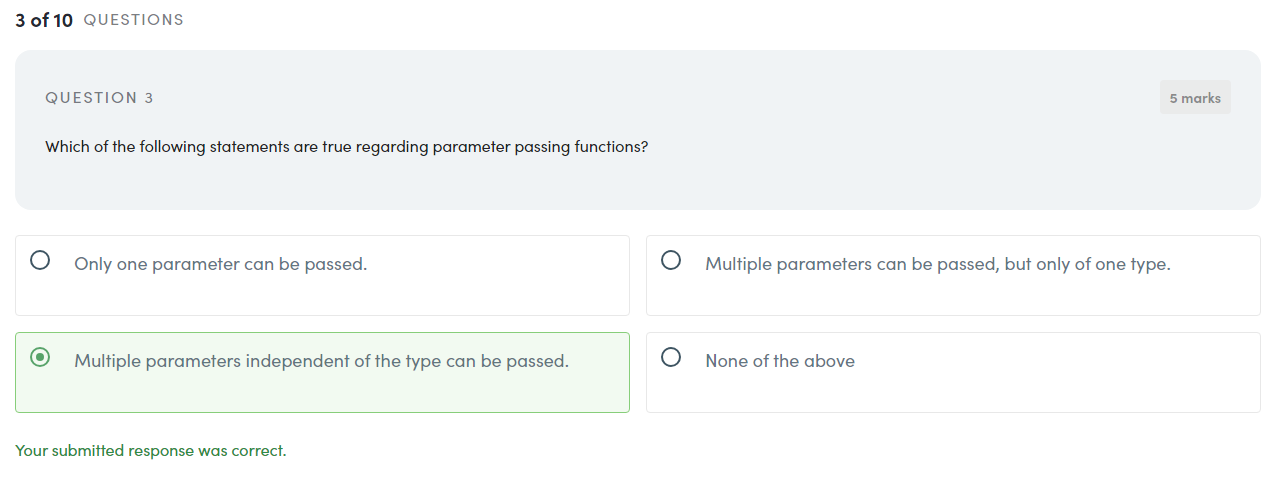 3 of 10 QUESTIONS
QUESTION 3
5 marks
Which of the following statements are true regarding parameter passing functions?
Only one parameter can be passed.
Multiple parameters can be passed, but only of one type.
Multiple parameters independent of the type can be passed.
None of the above
Your submitted response was correct.